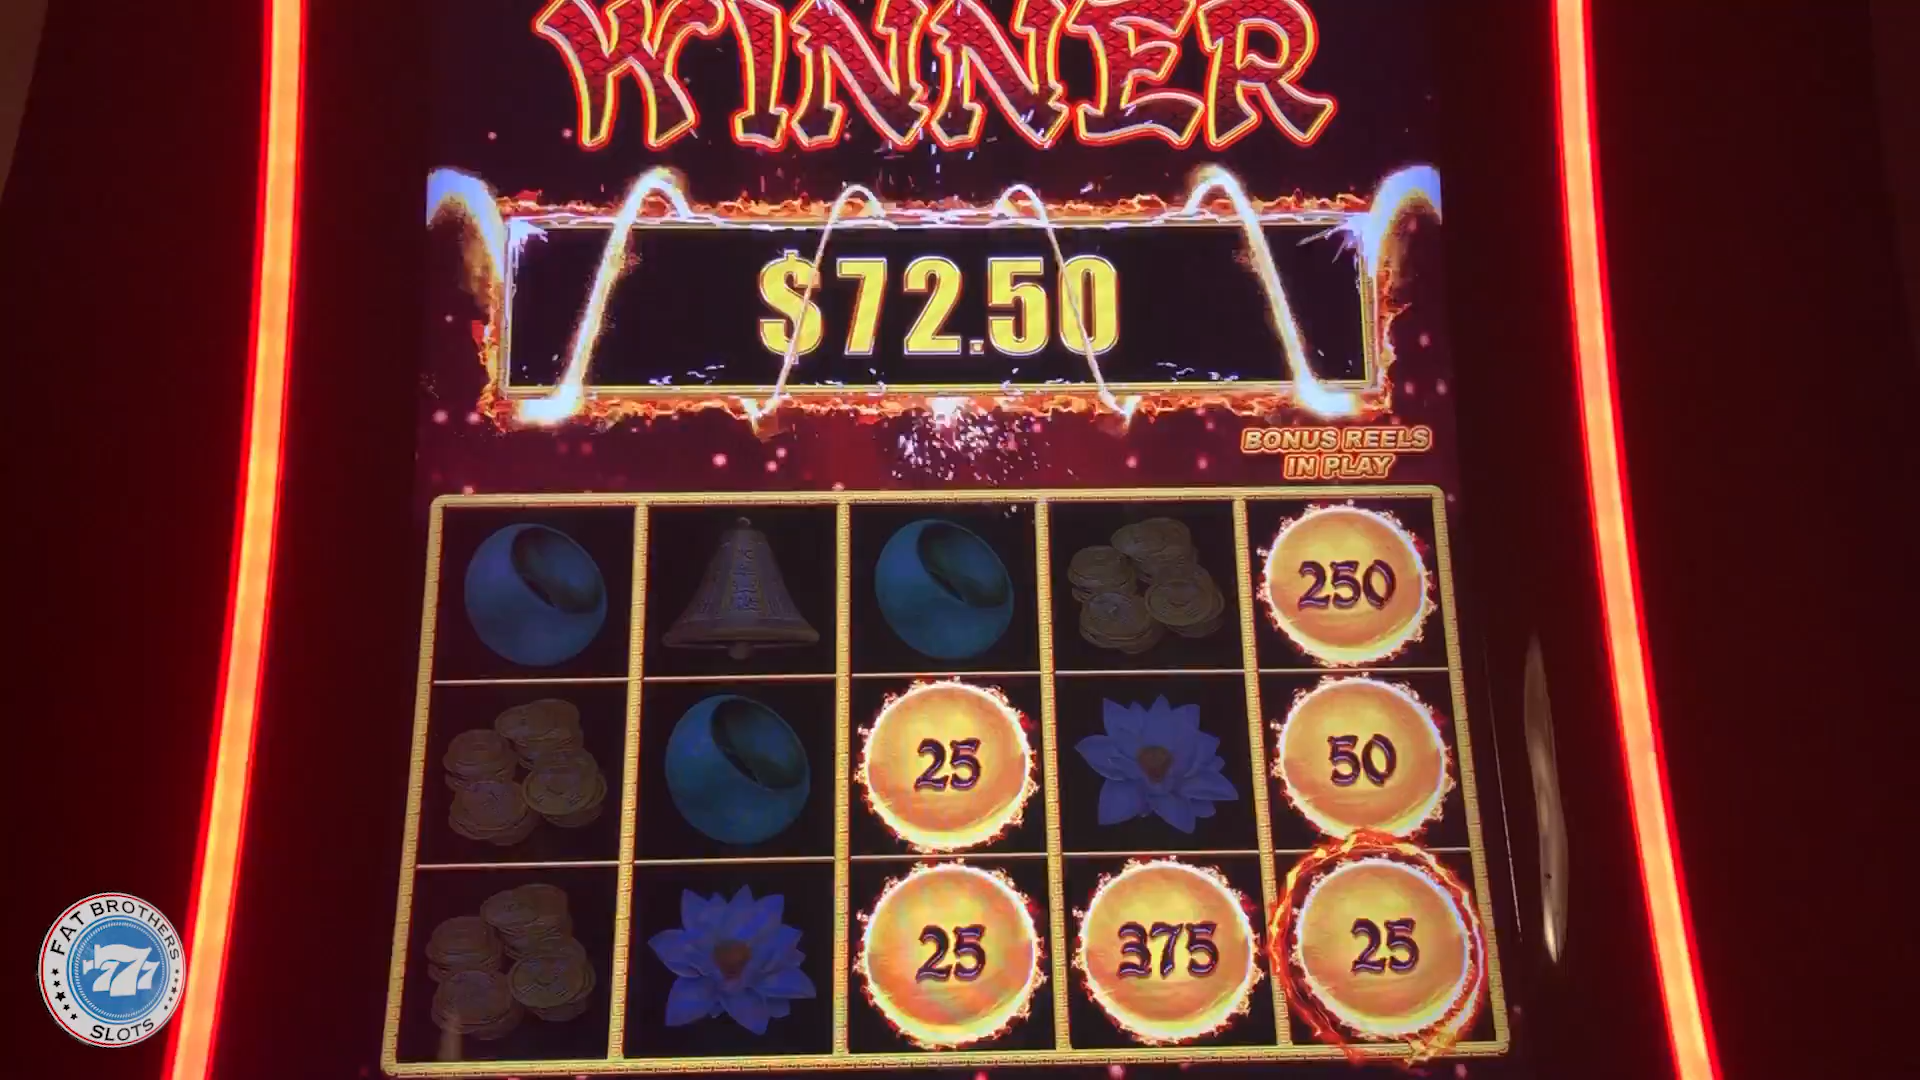 WINNER
$72.50
BONUS REELS
IN PLAY
250
25
50
25
375
25
FAT BROTHERS
777
SLOTS